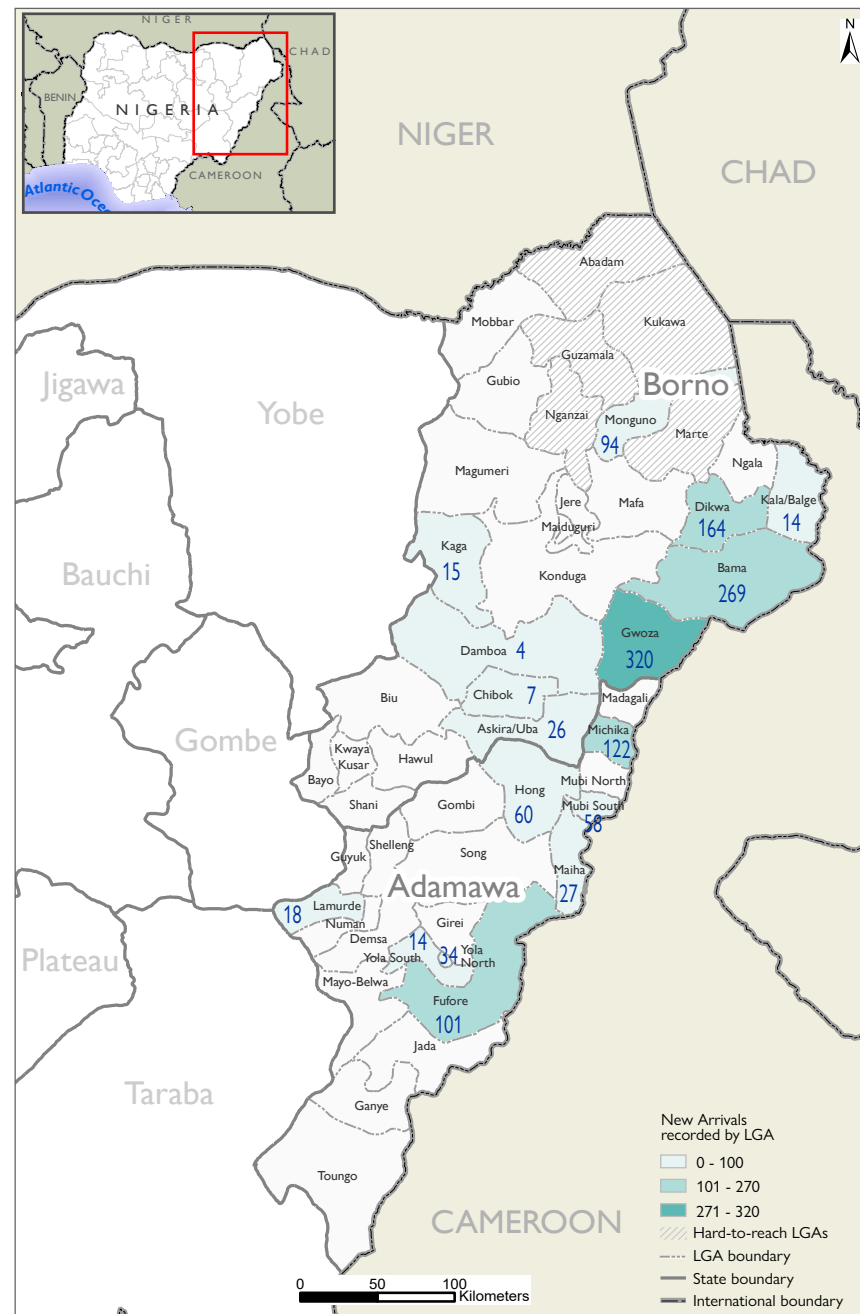 NIGER
CHAD
BENIN
NIGERIA
CAMEROON
Atlantic Oce
N
NIGER
CHAD
Abadam
Mobbar
Kukawa
Guzamala
Jigawa
Gubio
Borno
Yobe
Nganzai
Monguno
94
Marte
Magumeri
Ngala
Jere
Mafa
Dikwa
164
Kala/Balge
14
Maiduguri
Kaga
15
Bauchi
Konduga
Bama
269
Gwoza
320
Damboa
4
Chibok
7
Madagali
Biu
Askira/Uba
26
Michika
122
Gombe
Kwaya
Kusar
Hawul
Bayo
Mubi North
Hong
60
Shani
Gombi
Mubi South
58
Shelleng
Guyuk
Song
Maiha
27
Adamawa
Lamurde
18
Numan
Girei
Demsa
14
34
Yola
North
Yola South
Plateau
Mayo-Belwa
Fufore
101
Jada
Taraba
Ganye
Toungo
CAMEROON
New Arrivals
recorded by LGA
0 - 100
101 - 270
271 - 320
Hard-to-reach LGAs
LGA boundary
State boundary
International boundary
0
50
100
Kilometers